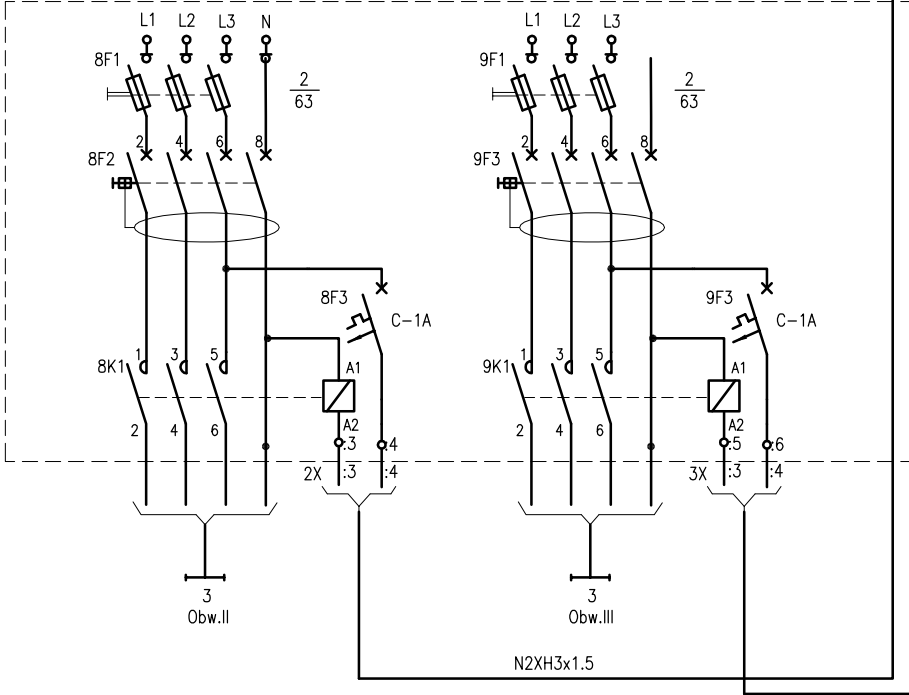 L1 L2 L3 N
L1 L2 L3
8F1
2
63
9F1
2
63
2 4 6 8
2 4 6 8
8F2
9F3
8F3
C-1A
9F3
C-1A
8K1
1 3 5
A1
9K1
1 3 5
A1
2 4 6
A2
2 4 6
A2
:3 :4
:5 :6
2X :3 :4
3X :3 :4
3
Obw.II
3
Obw.III
N2XH3x1.5